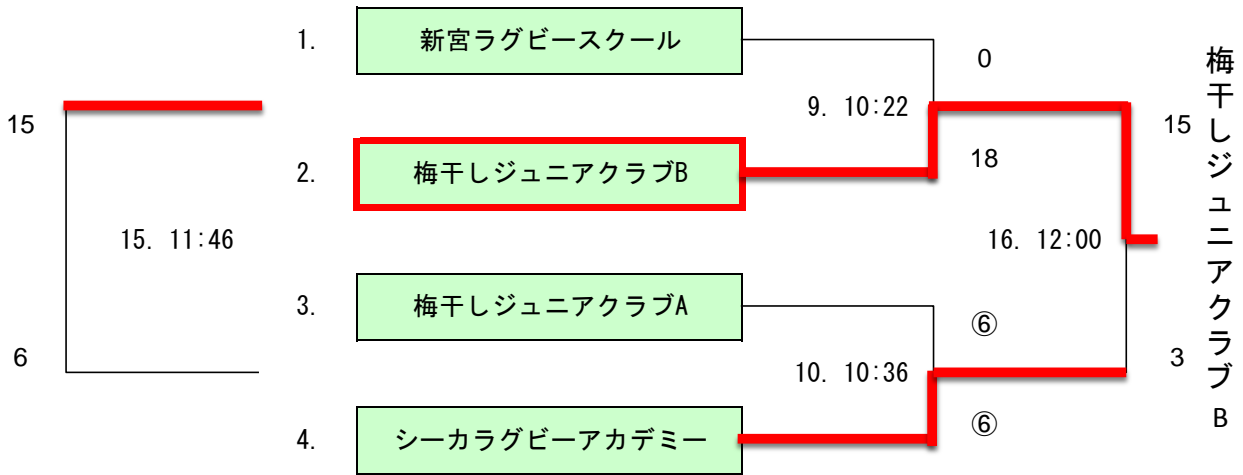 1. 新宮ラグビースクール
0
9. 10:22
15
15
2. 梅干しジュニアクラブB
18
15. 11:46
16. 12:00
3. 梅干しジュニアクラブA
⑥
6
10. 10:36
3
4. シーカラグビーアカデミー
⑥
梅干しジュニアクラブB